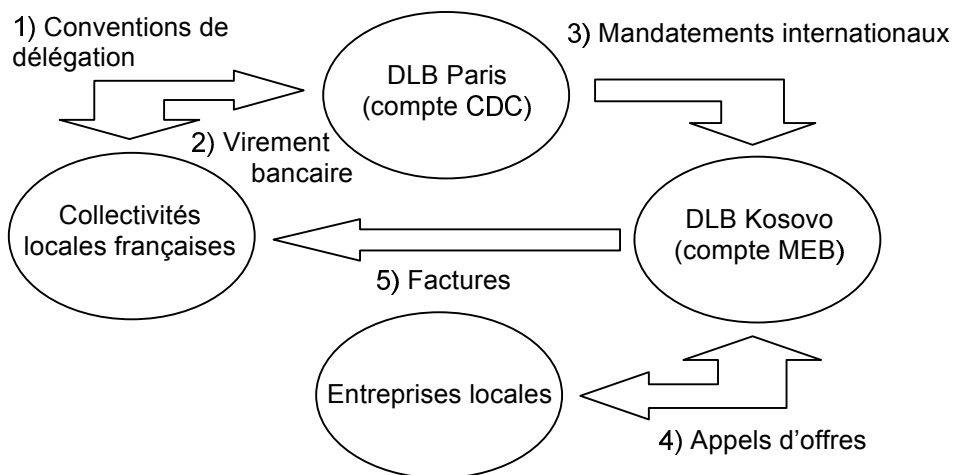 1) Conventions de
délégation
DLB Paris
(compte CDC)
3) Mandatements internationaux
2) Virement
bancaire
Collectivités
locales françaises
DLB Kosovo
(compte MEB)
5) Factures
Entreprises locales
4) Appels d’offres